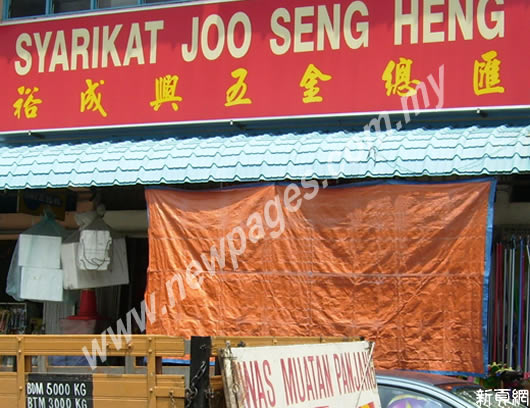 SYARIKAT JOO SENG HENG
裕成興五金總匯
www.newpages.com.my
AWAS MUATAN PANJANG
BDM 5000 KG
BTM 3000 KG
新頁網